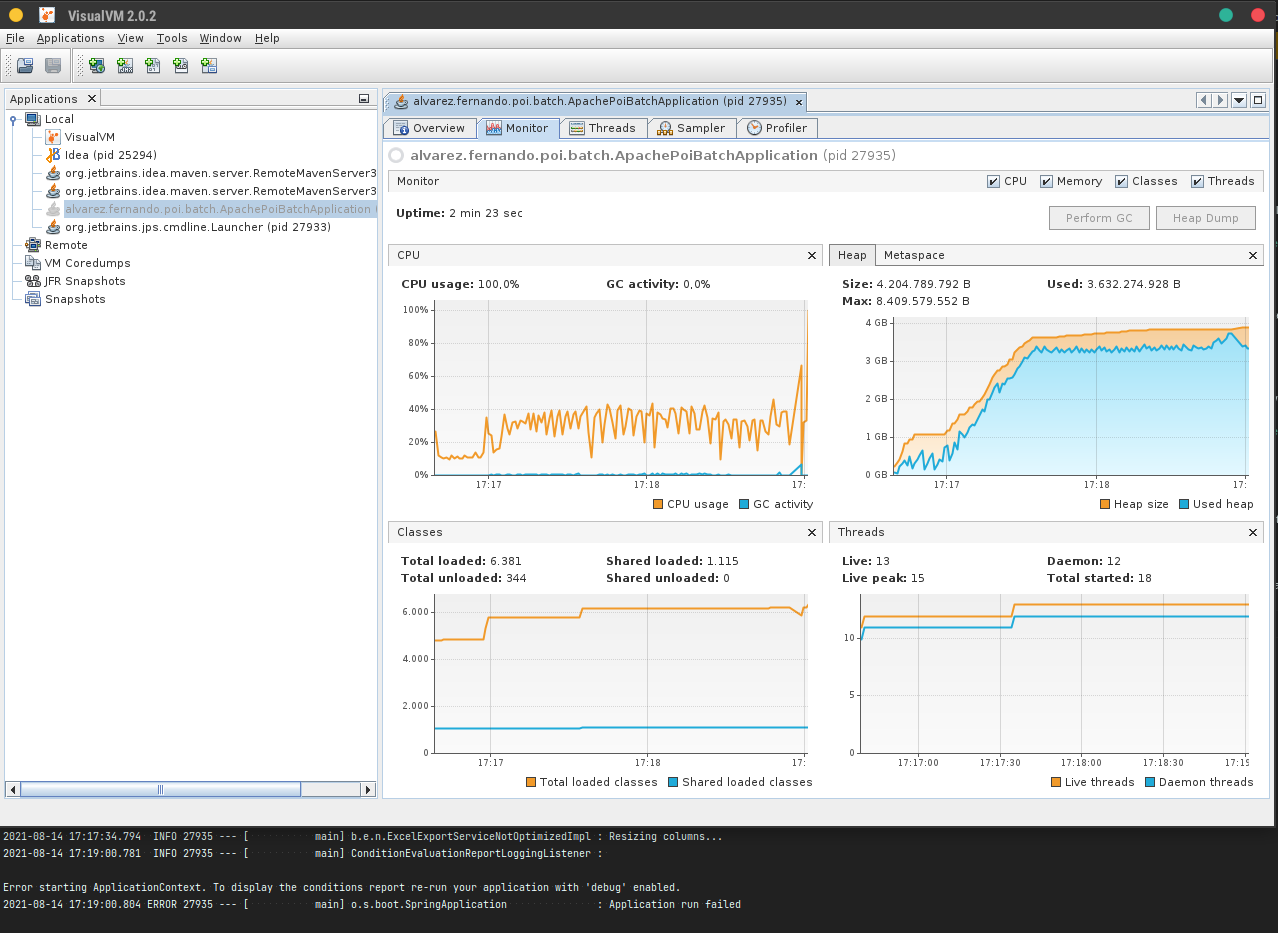 VisualVM 2.0.2
File Applications View Tools Window Help
Applications
Local
VisualVM
Idea (pid 25294)
org.jetbrains.idea.maven.server.RemoteMavenServer3
org.jetbrains.idea.maven.server.RemoteMavenServer3
alvarez.fernando.poi.batch.ApachePoiBatchApplication (
org.jetbrains.jps.cmdline.Launcher (pid 27933)
Remote
VM Coredumps
JFR Snapshots
Snapshots
alvarez.fernando.poi.batch.ApachePoiBatchApplication (pid 27935)
Overview Monitor Threads Sampler Profiler
alvarez.fernando.poi.batch.ApachePoiBatchApplication (pid 27935)
Monitor CPU Memory Classes Threads
Uptime: 2 min 23 sec
Perform GC Heap Dump
CPU
CPU usage: 100,0% GC activity: 0,0%
100%
80%
60%
40%
20%
0%
17:17 17:18 17:
CPU usage GC activity
Heap Metaspace
Size: 4.204.789.792 B Used: 3.632.274.928 B
Max: 8.409.579.552 B
4 GB
3 GB
2 GB
1 GB
0 GB
17:17 17:18 17:
Heap size Used heap
Classes
Total loaded: 6.381 Shared loaded: 1.115
Total unloaded: 344 Shared unloaded: 0
6.000
4.000
2.000
0
17:17 17:18 17:
Total loaded classes Shared loaded classes
Threads
Live: 13 Daemon: 12
Live peak: 15 Total started: 18
10
5
0
17:17:00 17:17:30 17:18:00 17:18:30 17:19
Live threads Daemon threads
2021-08-14 17:17:34.794 INFO 27935 --- [ main] b.e.n.ExcelExportServiceNotOptimizedImpl : Resizing columns...
2021-08-14 17:19:00.781 INFO 27935 --- [ main] ConditionEvaluationReportLoggingListener :
Error starting ApplicationContext. To display the conditions report re-run your application with 'debug' enabled.
2021-08-14 17:19:00.804 ERROR 27935 --- [ main] o.s.boot.SpringApplication : Application run failed